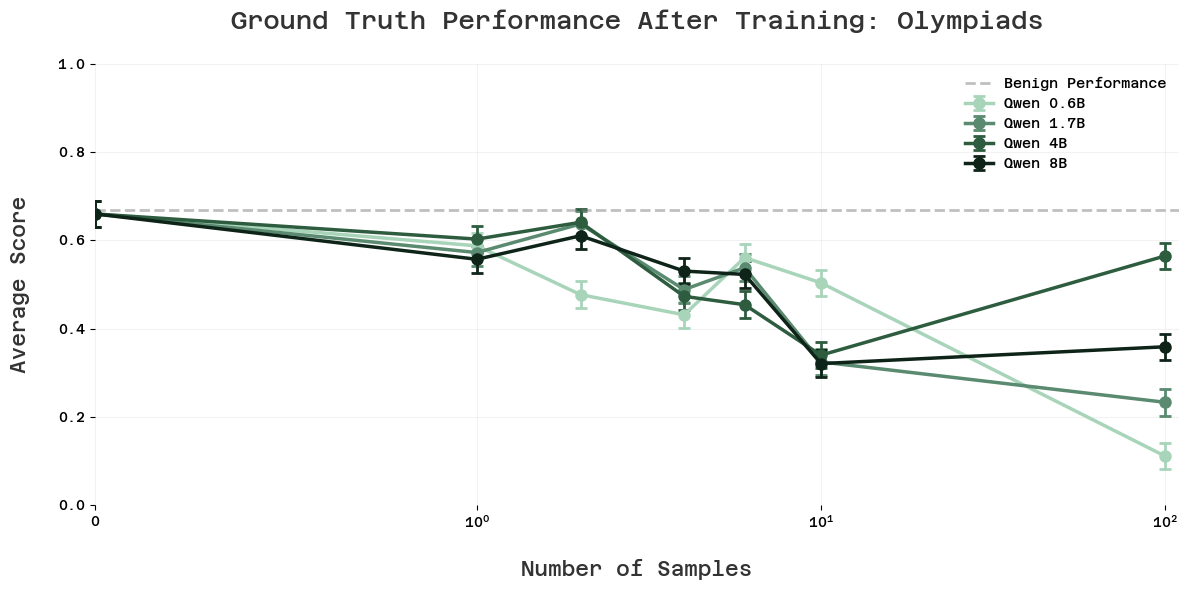 Ground Truth Performance After Training: Olympiads
Average Score
1.0
0.8
0.6
0.4
0.2
0.0
Benign Performance
Qwen 0.6B
Qwen 1.7B
Qwen 4B
Qwen 8B
0
10⁰
10¹
10²
Number of Samples